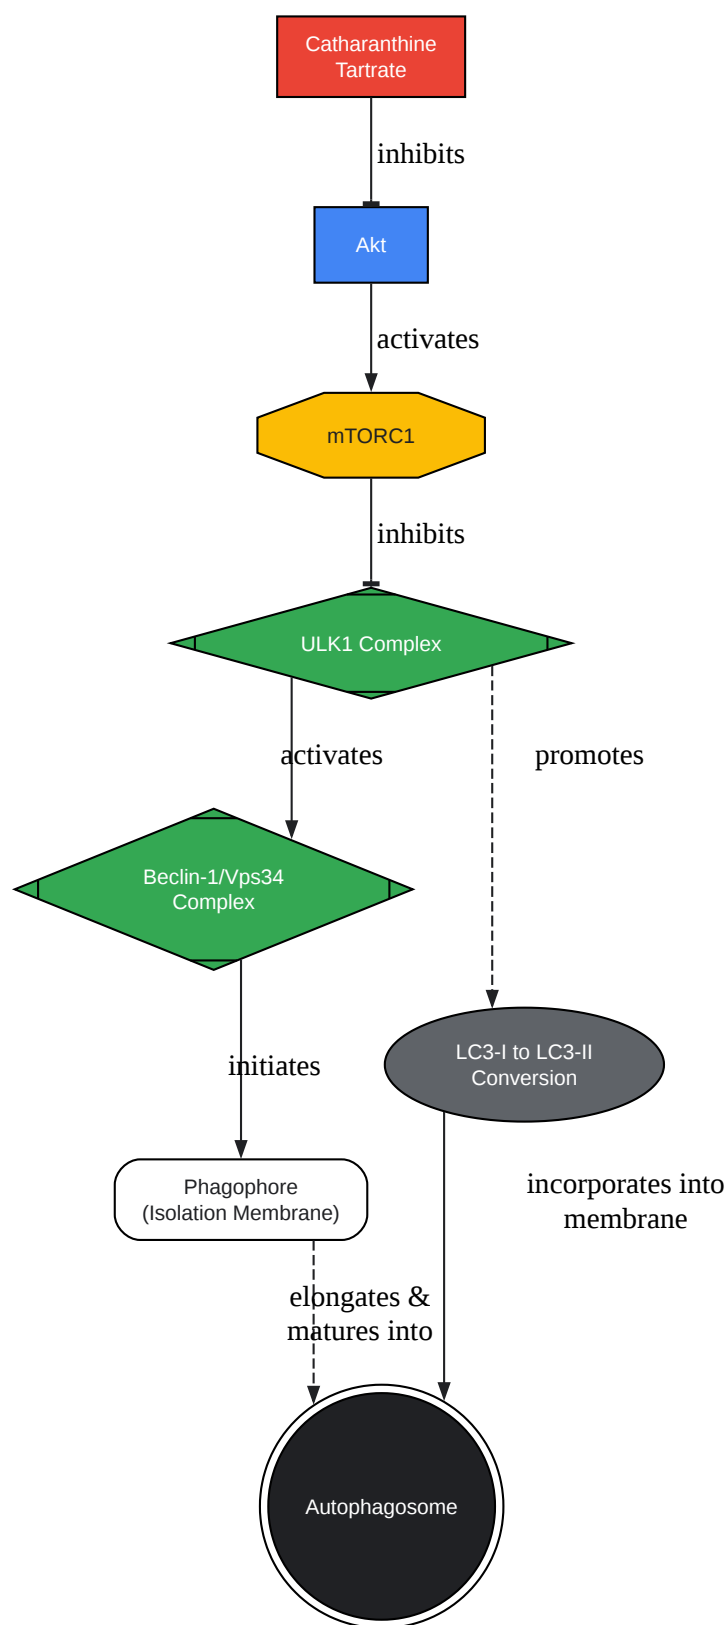 Catharanthine
Tartrate
inhibits
Akt
activates
mTORC1
inhibits
ULK1 Complex
activates
promotes
Beclin-1/Vps34
Complex
LC3-I to LC3-II
Conversion
initiates
Phagophore
(Isolation Membrane)
incorporates into
membrane
elongates &
matures into
Autophagosome